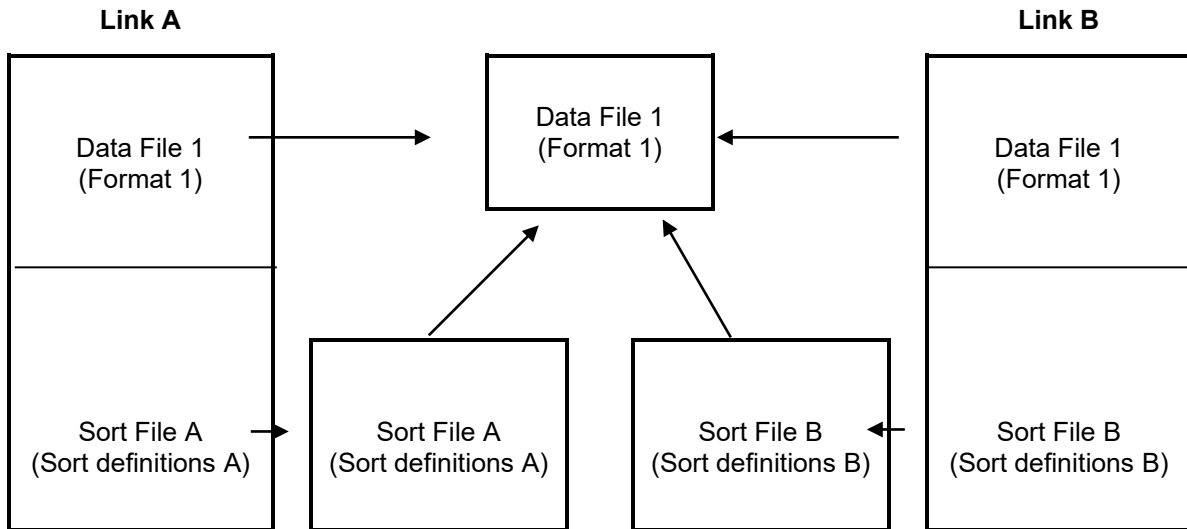 Link A
Link B
Data File 1
(Format 1)
Data File 1
(Format 1)
Data File 1
(Format 1)
Sort File A
(Sort definitions A)
Sort File A
(Sort definitions A)
Sort File B
(Sort definitions B)
Sort File B
(Sort definitions B)